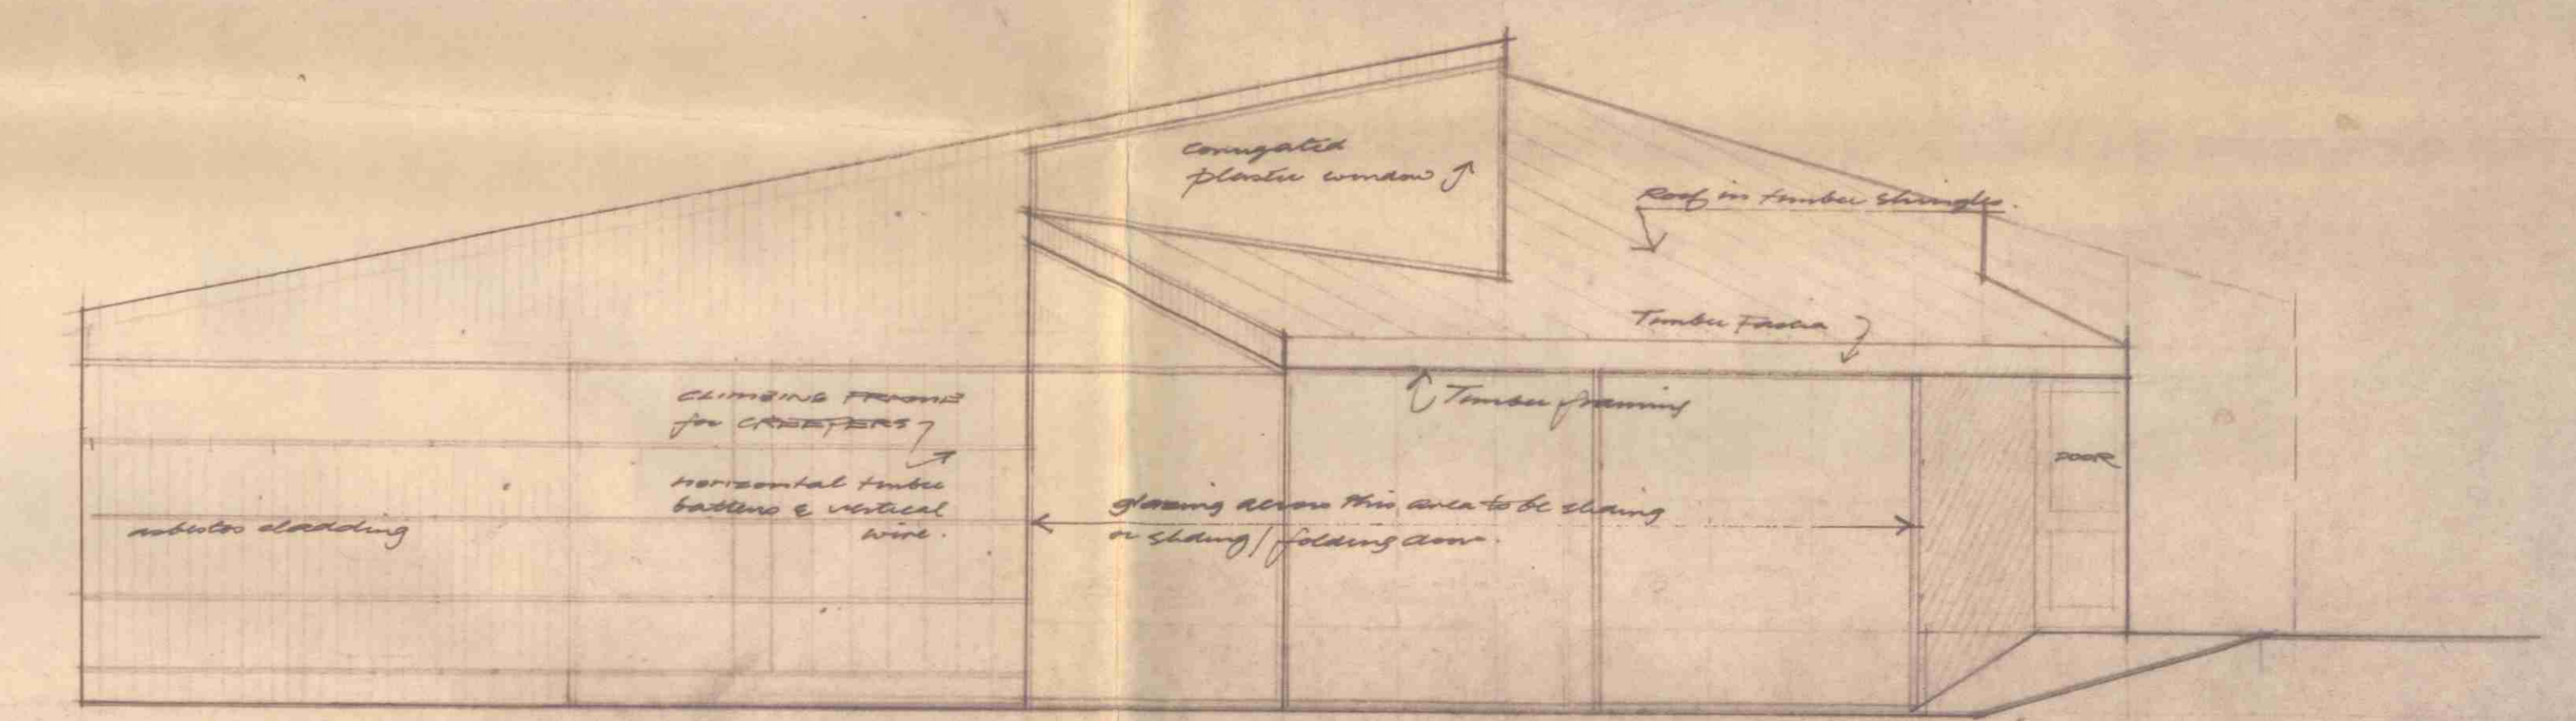 corrugated
plastic window
Roof in timber shingles.
Timber Fascia
Timber framing
CLIMBING FRAME
for CREEPERS
horizontal timber
battens & vertical
wire.
asbestos cladding
glazing across this area to be sliding
or sliding/folding door.
DOOR